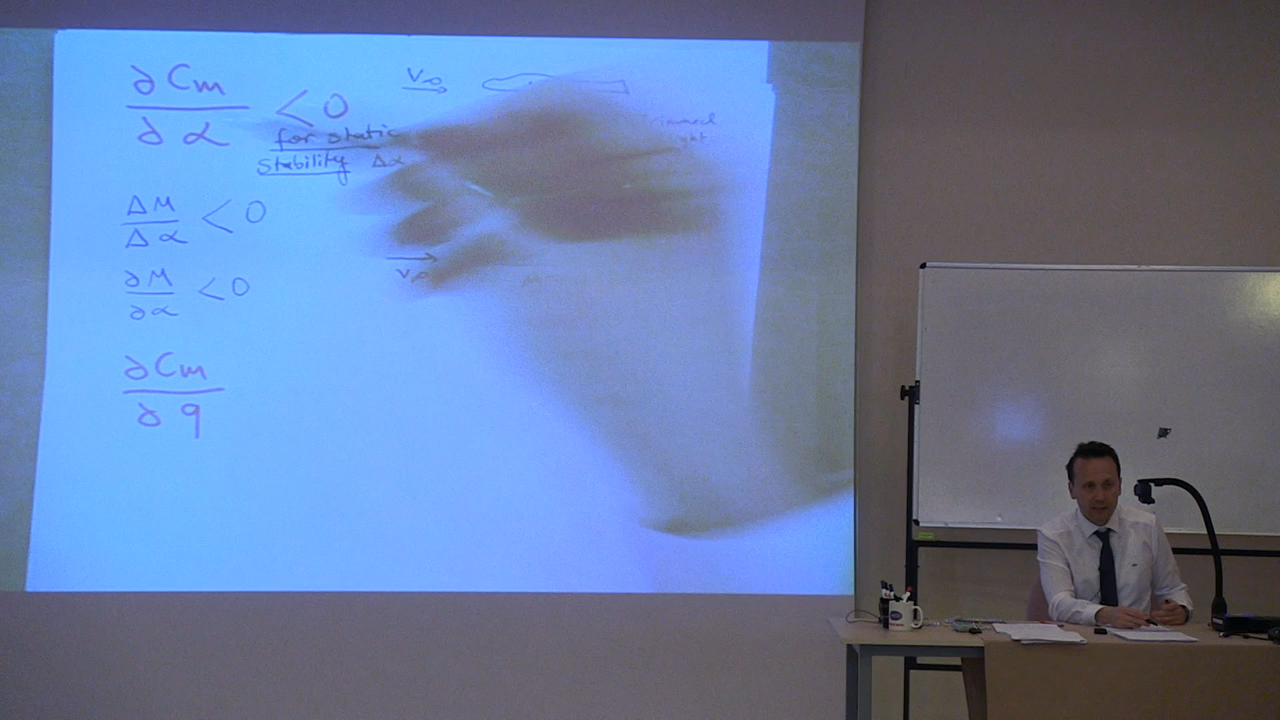 ∂Cm/∂α < 0
for static
stability Δα
V∞
ΔM/Δα < 0
∂M/∂α < 0
V∞
∂Cm/∂q